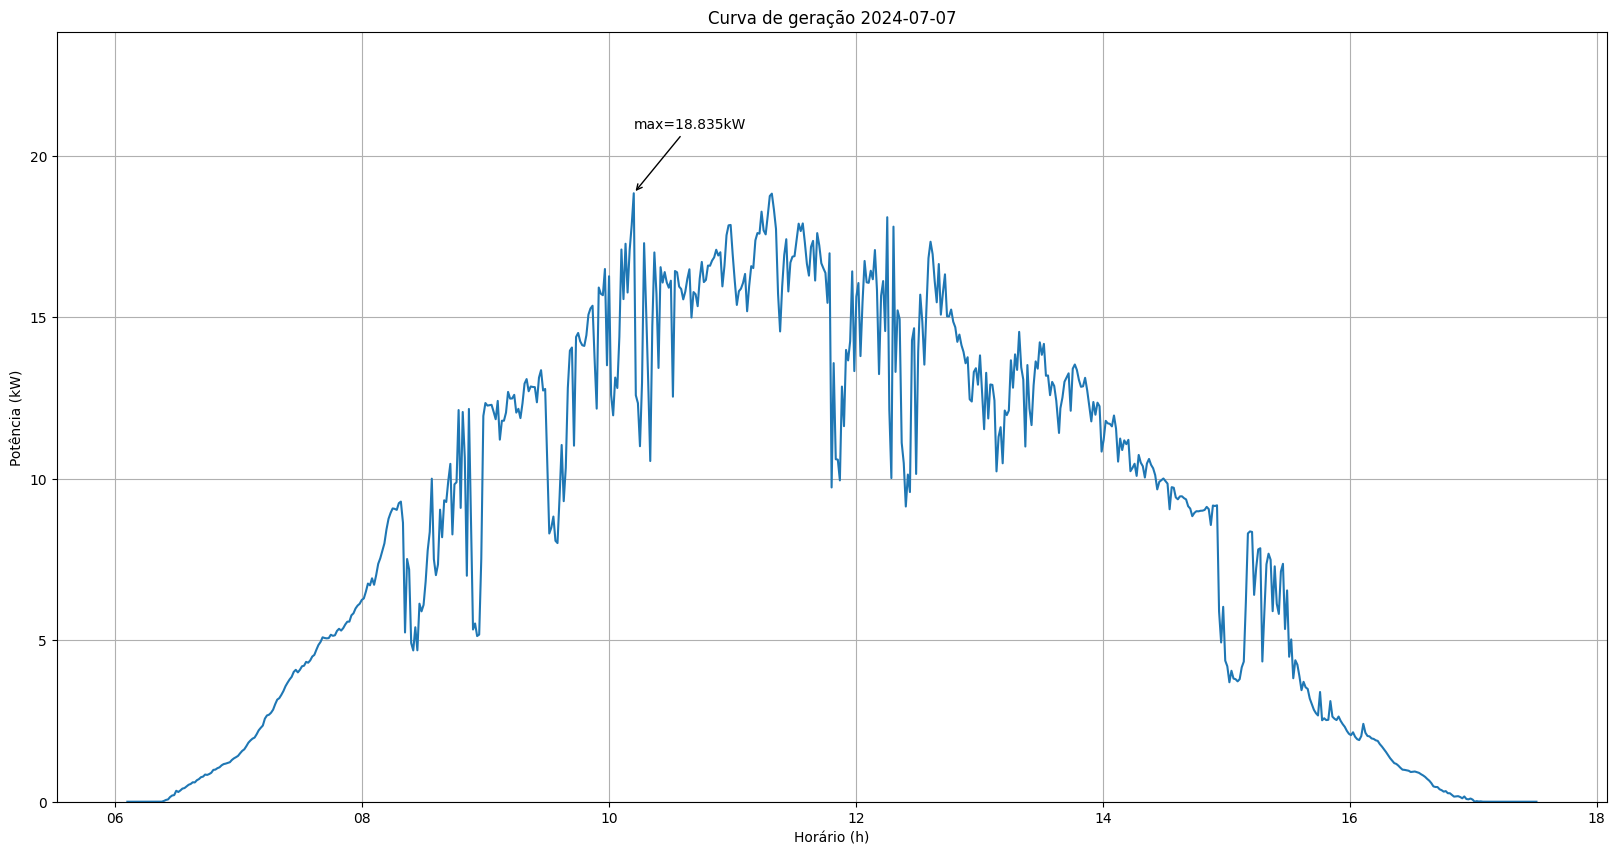 Curva de geração 2024-07-07
max=18.835kW
20
15
10
5
0
Potência (kW)
06 08 10 12 14 16 18
Horário (h)